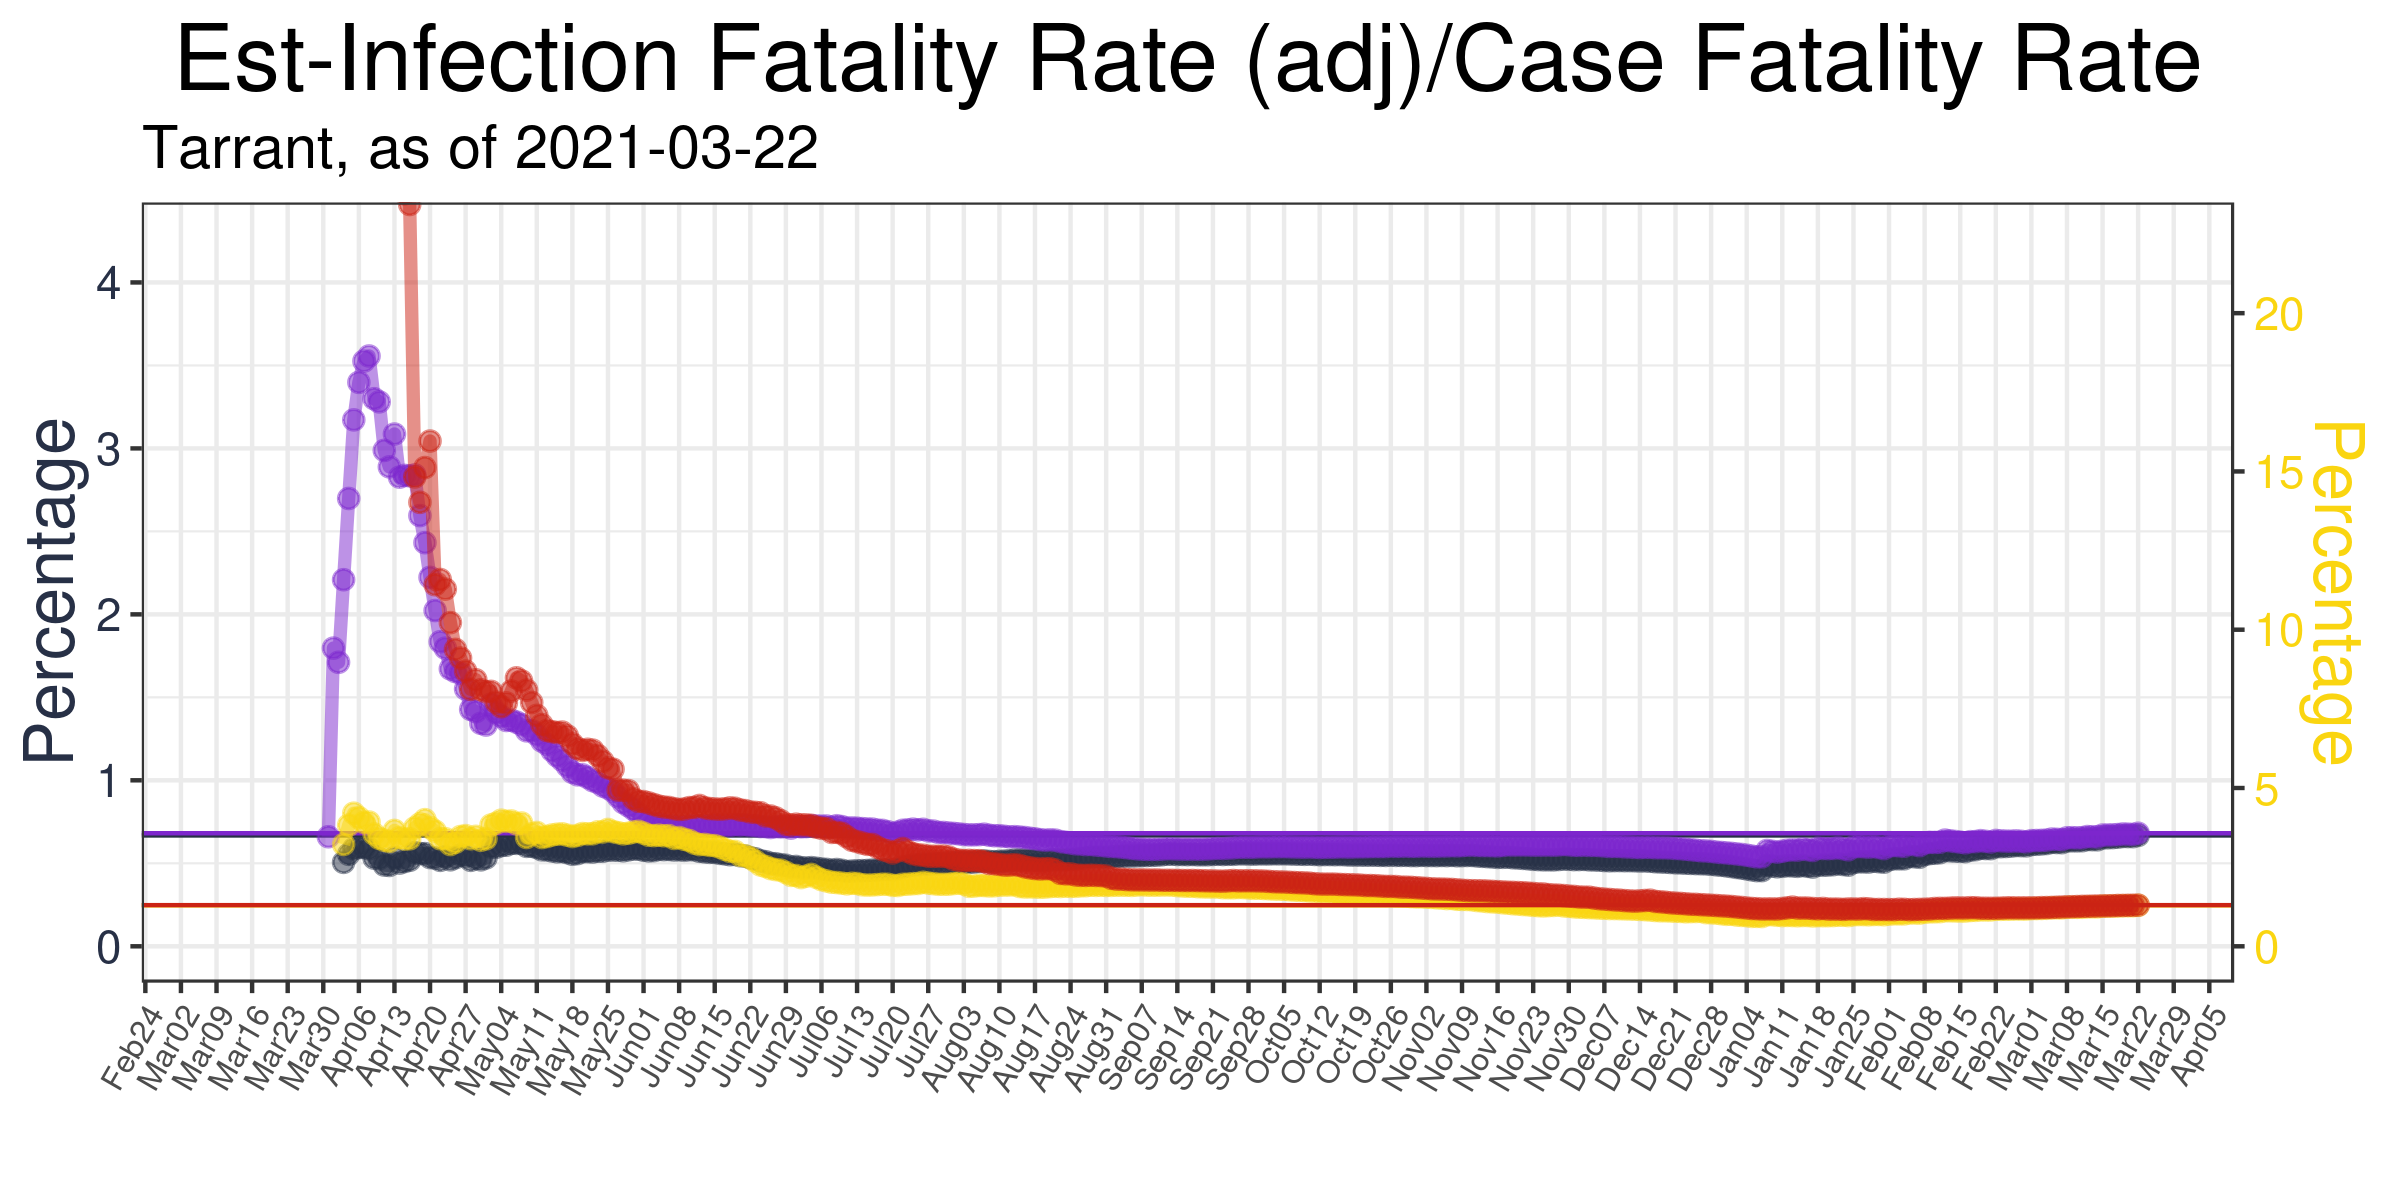 Est-Infection Fatality Rate (adj)/Case Fatality Rate
Tarrant, as of 2021-03-22
Percentage
4
3
2
1
0
20
15
10
5
0
Percentage
Feb24
Mar02
Mar09
Mar16
Mar23
Mar30
Apr06
Apr13
Apr20
Apr27
May04
May11
May18
May25
Jun01
Jun08
Jun15
Jun22
Jun29
Jul06
Jul13
Jul20
Jul27
Aug03
Aug10
Aug17
Aug24
Aug31
Sep07
Sep14
Sep21
Sep28
Oct05
Oct12
Oct19
Oct26
Nov02
Nov09
Nov16
Nov23
Nov30
Dec07
Dec14
Dec21
Dec28
Jan04
Jan11
Jan18
Jan25
Feb01
Feb08
Feb15
Feb22
Mar01
Mar08
Mar15
Mar22
Mar29
Apr05